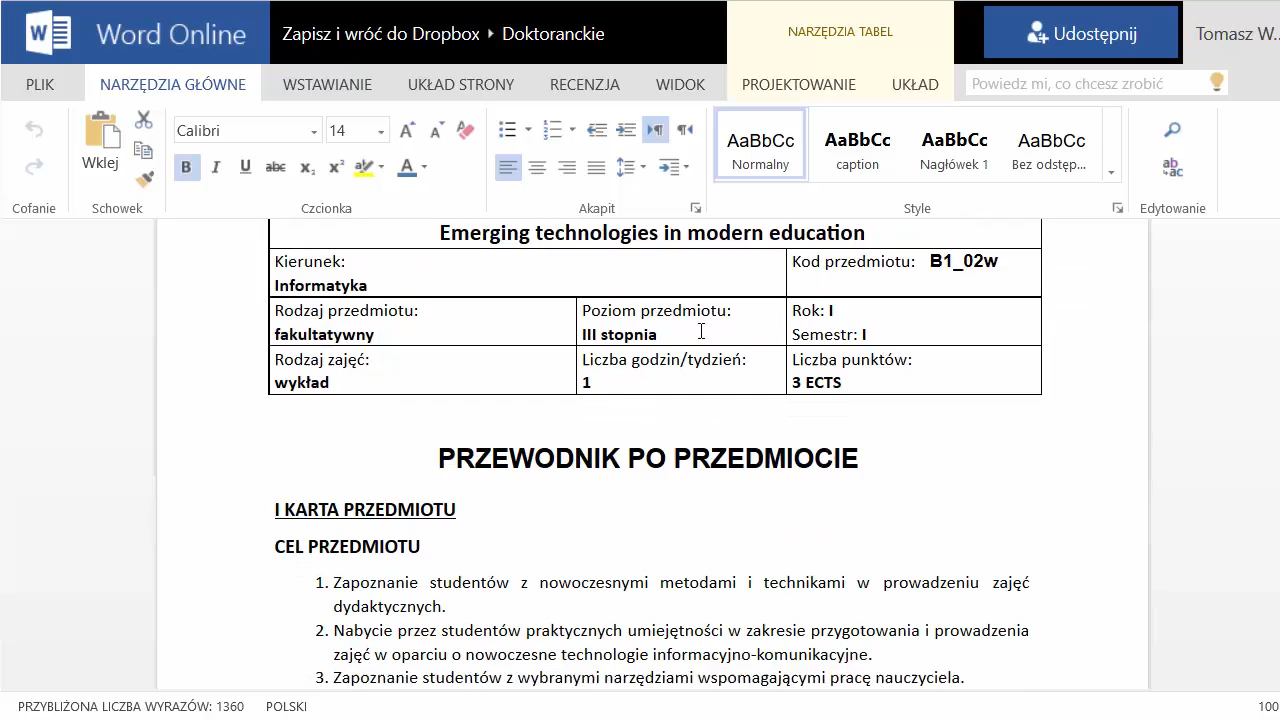 Word Online
Zapisz i wróć do Dropbox ▸ Doktoranckie
NARZĘDZIA TABEL
Udostępnij
Tomasz W...
PLIK
NARZĘDZIA GŁÓWNE
WSTAWIANIE
UKŁAD STRONY
RECENZJA
WIDOK
PROJEKTOWANIE
UKŁAD
Powiedz mi, co chcesz zrobić
Wklej
Calibri
14
AaBbCc
Normalny
AaBbCc
caption
AaBbCc
Nagłówek 1
AaBbCc
Bez odstęp...
Cofanie
Schowek
Czcionka
Akapit
Style
Edytowanie
Emerging technologies in modern education
Kierunek:
Informatyka
Kod przedmiotu: B1_02w
Rodzaj przedmiotu:
fakultatywny
Poziom przedmiotu:
III stopnia
Rok: I
Semestr: I
Rodzaj zajęć:
wykład
Liczba godzin/tydzień:
1
Liczba punktów:
3 ECTS
PRZEWODNIK PO PRZEDMIOCIE
I KARTA PRZEDMIOTU
CEL PRZEDMIOTU
1. Zapoznanie studentów z nowoczesnymi metodami i technikami w prowadzeniu zajęć
dydaktycznych.
2. Nabycie przez studentów praktycznych umiejętności w zakresie przygotowania i prowadzenia
zajęć w oparciu o nowoczesne technologie informacyjno-komunikacyjne.
3. Zapoznanie studentów z wybranymi narzędziami wspomagającymi pracę nauczyciela.
PRZYBLIŻONA LICZBA WYRAZÓW: 1360
POLSKI
100